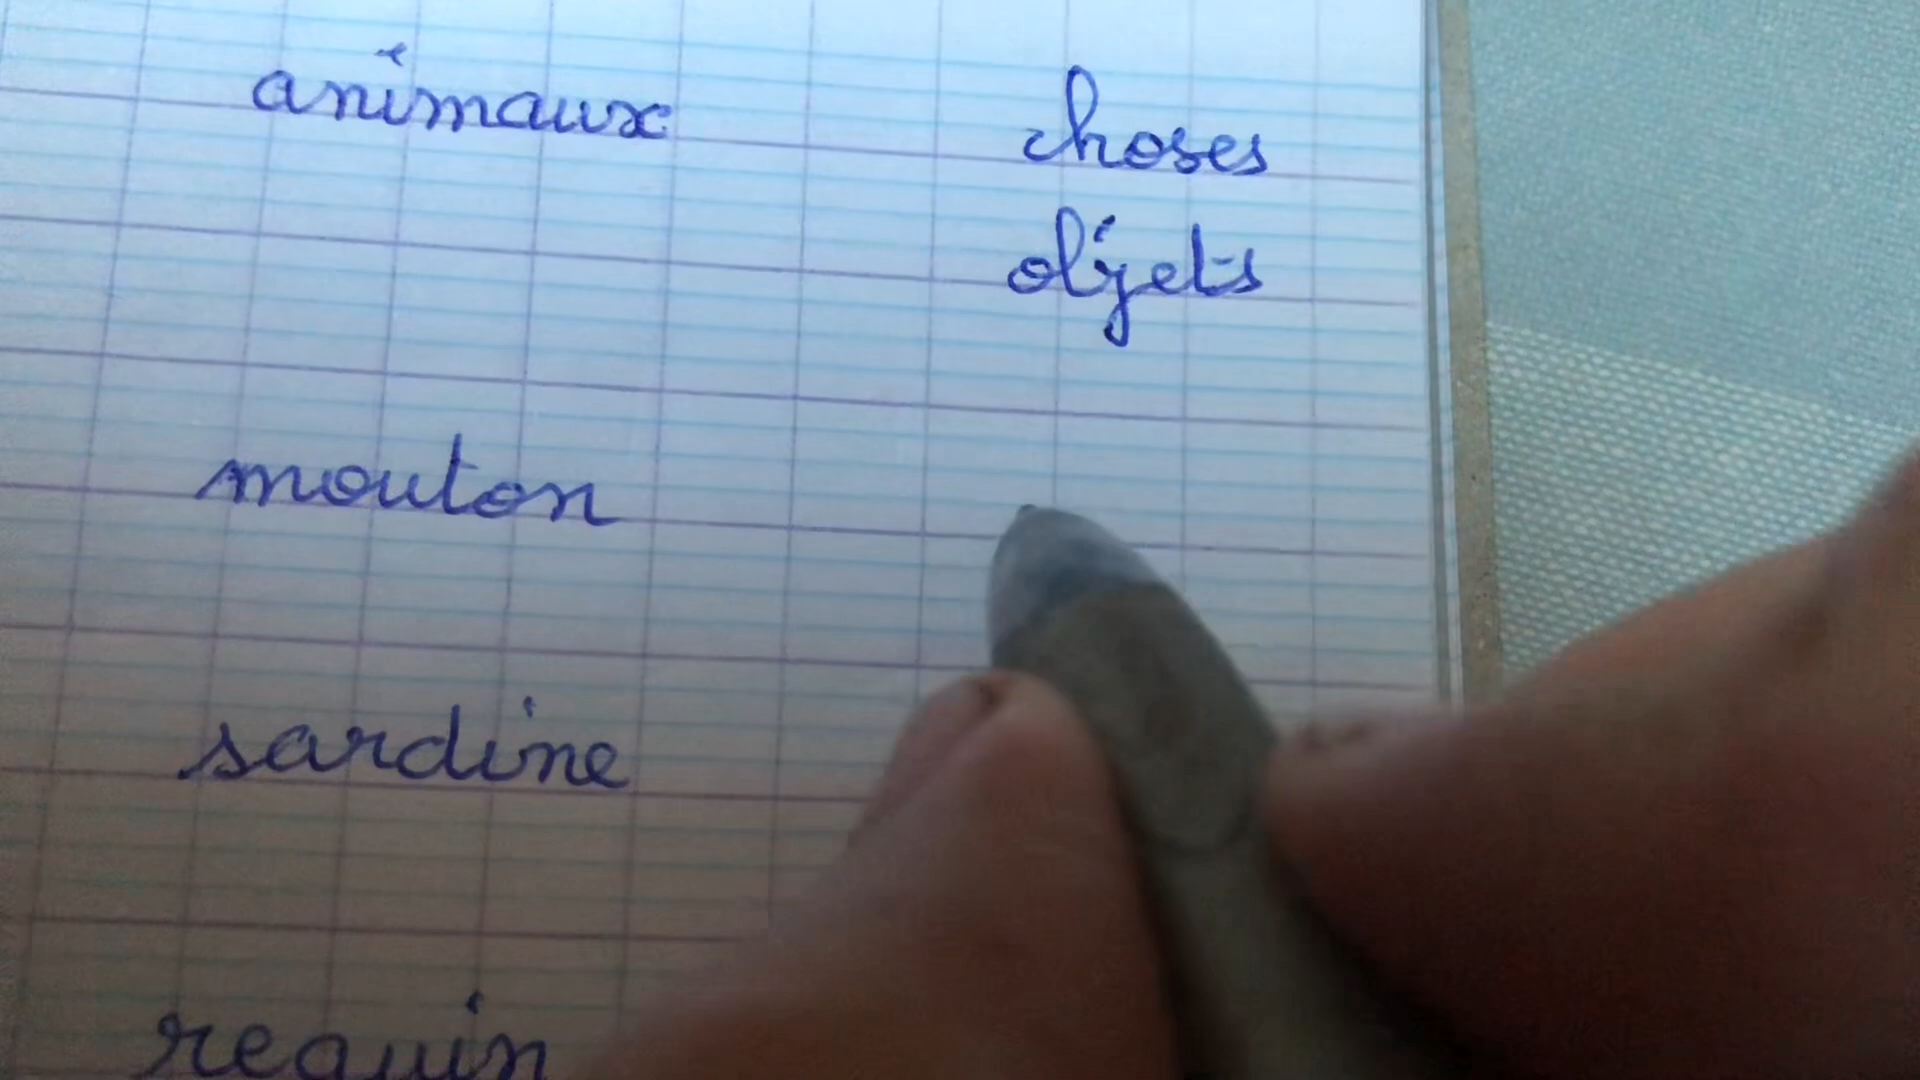 animaux
choses
objets
mouton
sardine
requin